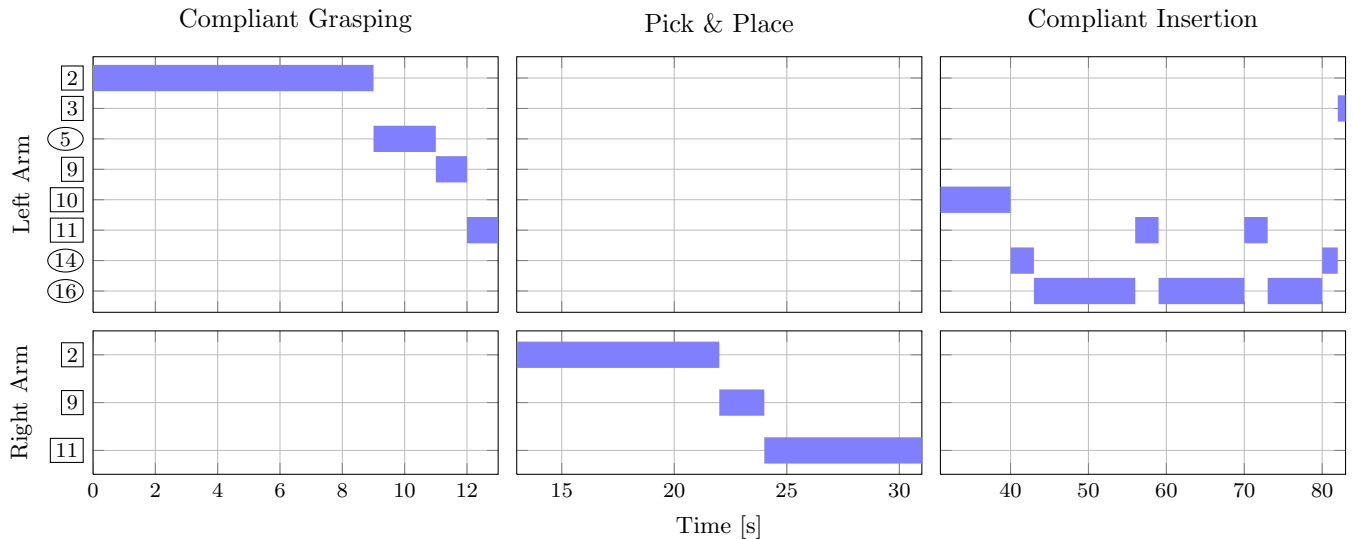 Compliant Grasping
Pick & Place
Compliant Insertion
Left Arm
2
3
5
9
10
11
14
16
Right Arm
2
9
11
0 2 4 6 8 10 12
15 20 25 30
40 50 60 70 80
Time [s]